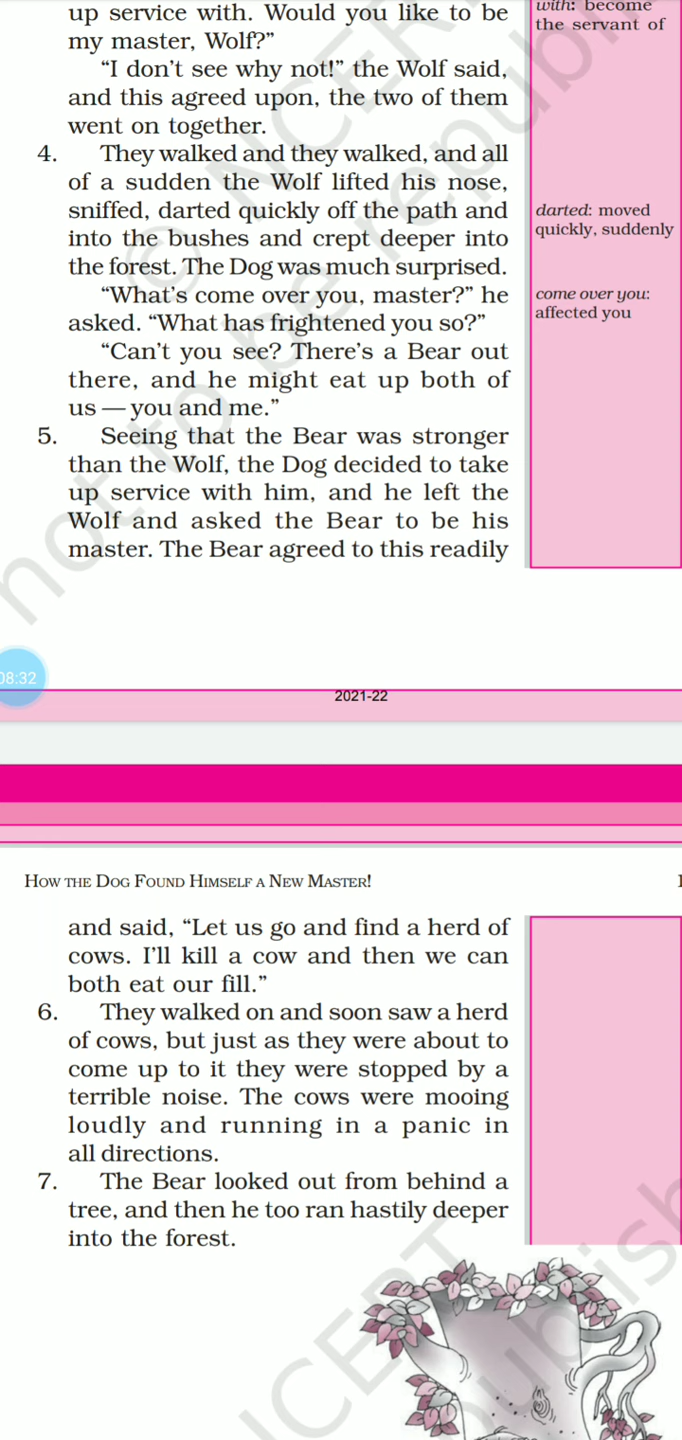 up service with. Would you like to be
my master, Wolf?”
“I don’t see why not!” the Wolf said,
and this agreed upon, the two of them
went on together.
with: become
the servant of
4. They walked and they walked, and all
of a sudden the Wolf lifted his nose,
sniffed, darted quickly off the path and
into the bushes and crept deeper into
the forest. The Dog was much surprised.
darted: moved
quickly, suddenly
“What’s come over you, master?” he
asked. “What has frightened you so?”
come over you:
affected you
“Can’t you see? There’s a Bear out
there, and he might eat up both of
us — you and me.”
5. Seeing that the Bear was stronger
than the Wolf, the Dog decided to take
up service with him, and he left the
Wolf and asked the Bear to be his
master. The Bear agreed to this readily
08:32
2021-22
HOW THE DOG FOUND HIMSELF A NEW MASTER!
and said, “Let us go and find a herd of
cows. I’ll kill a cow and then we can
both eat our fill.”
6. They walked on and soon saw a herd
of cows, but just as they were about to
come up to it they were stopped by a
terrible noise. The cows were mooing
loudly and running in a panic in
all directions.
7. The Bear looked out from behind a
tree, and then he too ran hastily deeper
into the forest.
© NCERT
not to be republish